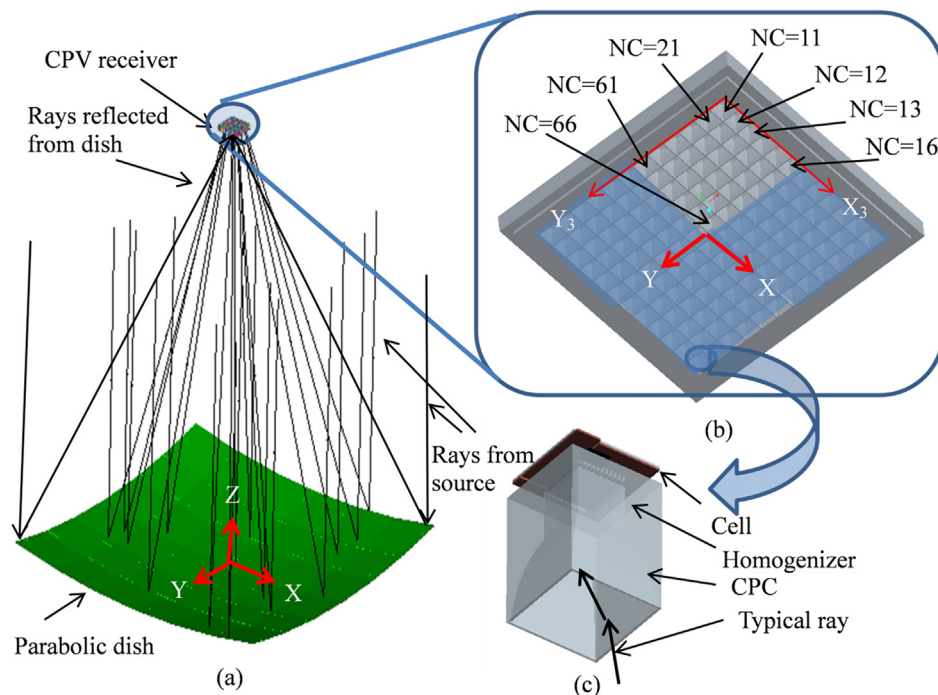 CPV receiver
Rays reflected
from dish
Rays from
source
Z
Y
X
Parabolic dish
(a)
NC=11
NC=21
NC=12
NC=61
NC=13
NC=66
NC=16
Y3
X3
Y
X
(b)
Cell
Homogenizer
CPC
Typical ray
(c)